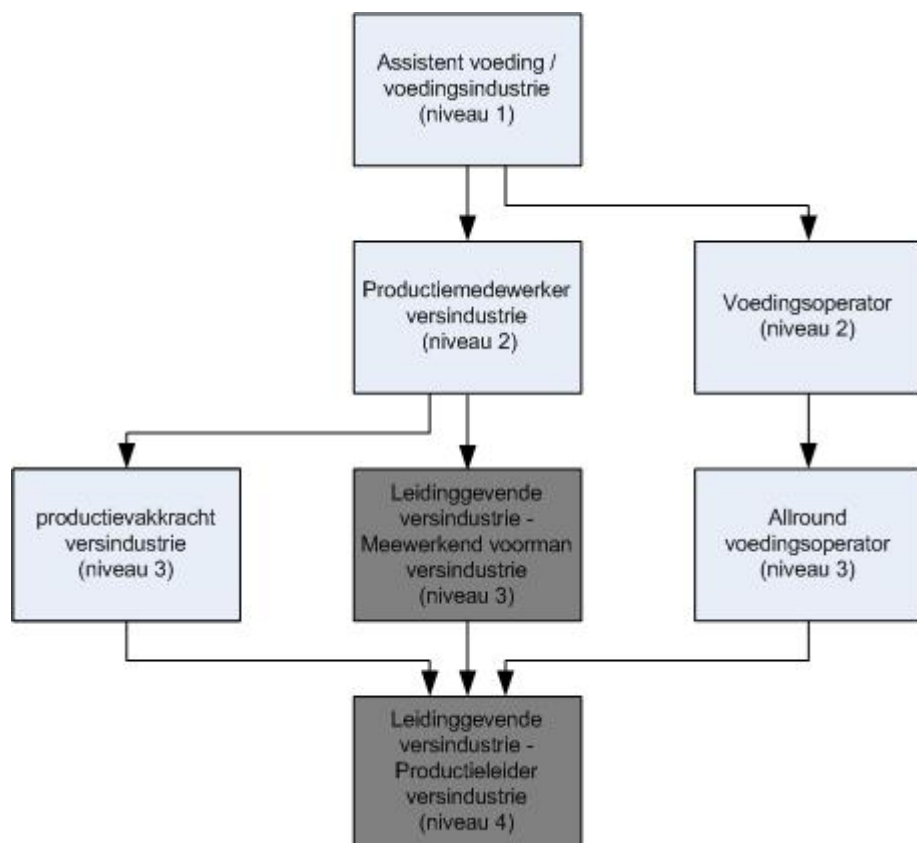 Assistent voeding /
voedingsindustrie
(niveau 1)
Productiemedewerker
versindustrie
(niveau 2)
Voedingsoperator
(niveau 2)
productievakkracht
versindustrie
(niveau 3)
Leidinggevende
versindustrie -
Meewerkend voorman
versindustrie
(niveau 3)
Allround
voedingsoperator
(niveau 3)
Leidinggevende
versindustrie -
Productieleider
versindustrie
(niveau 4)